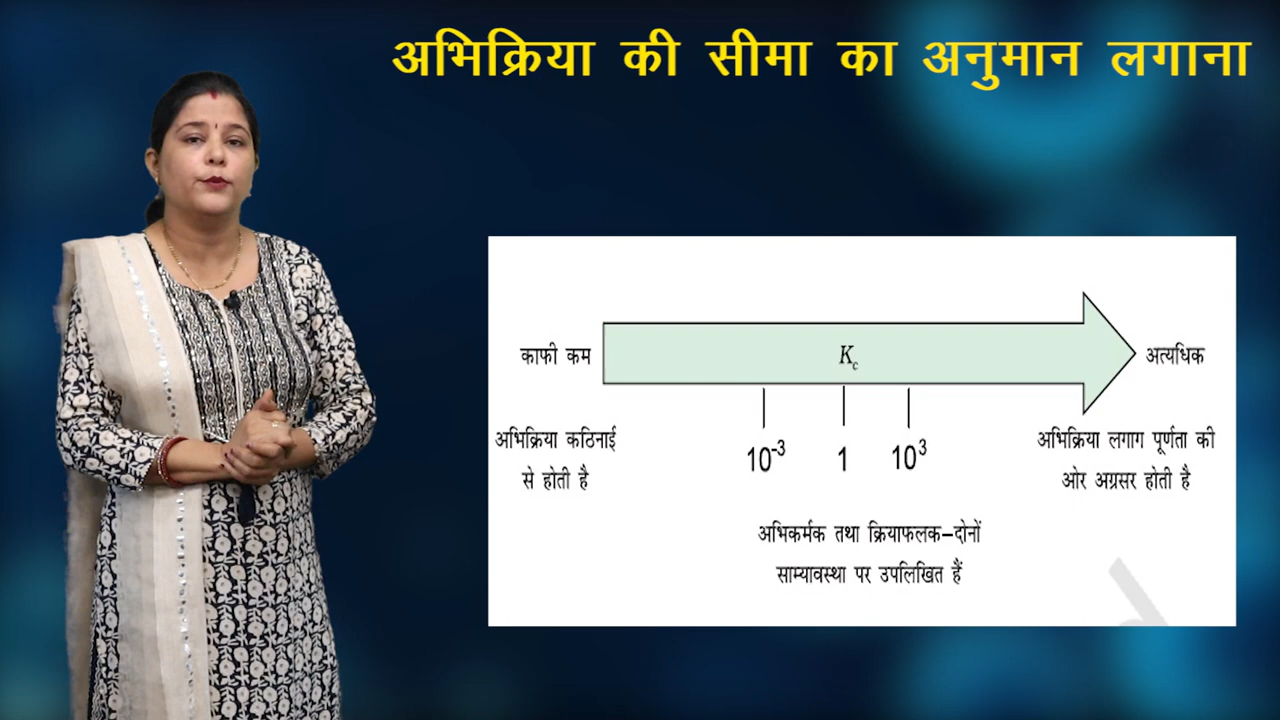 अभिक्रिया की सीमा का अनुमान लगाना
काफी कम
K_c
अत्यधिक
अभिक्रिया कठिनाई
से होती है
10⁻³ 1 10³
अभिक्रिया लगाग पूर्णता की
ओर अग्रसर होती है
अभिकर्मक तथा क्रियाफलक–दोनों
साम्यावस्था पर उपलिखित हैं